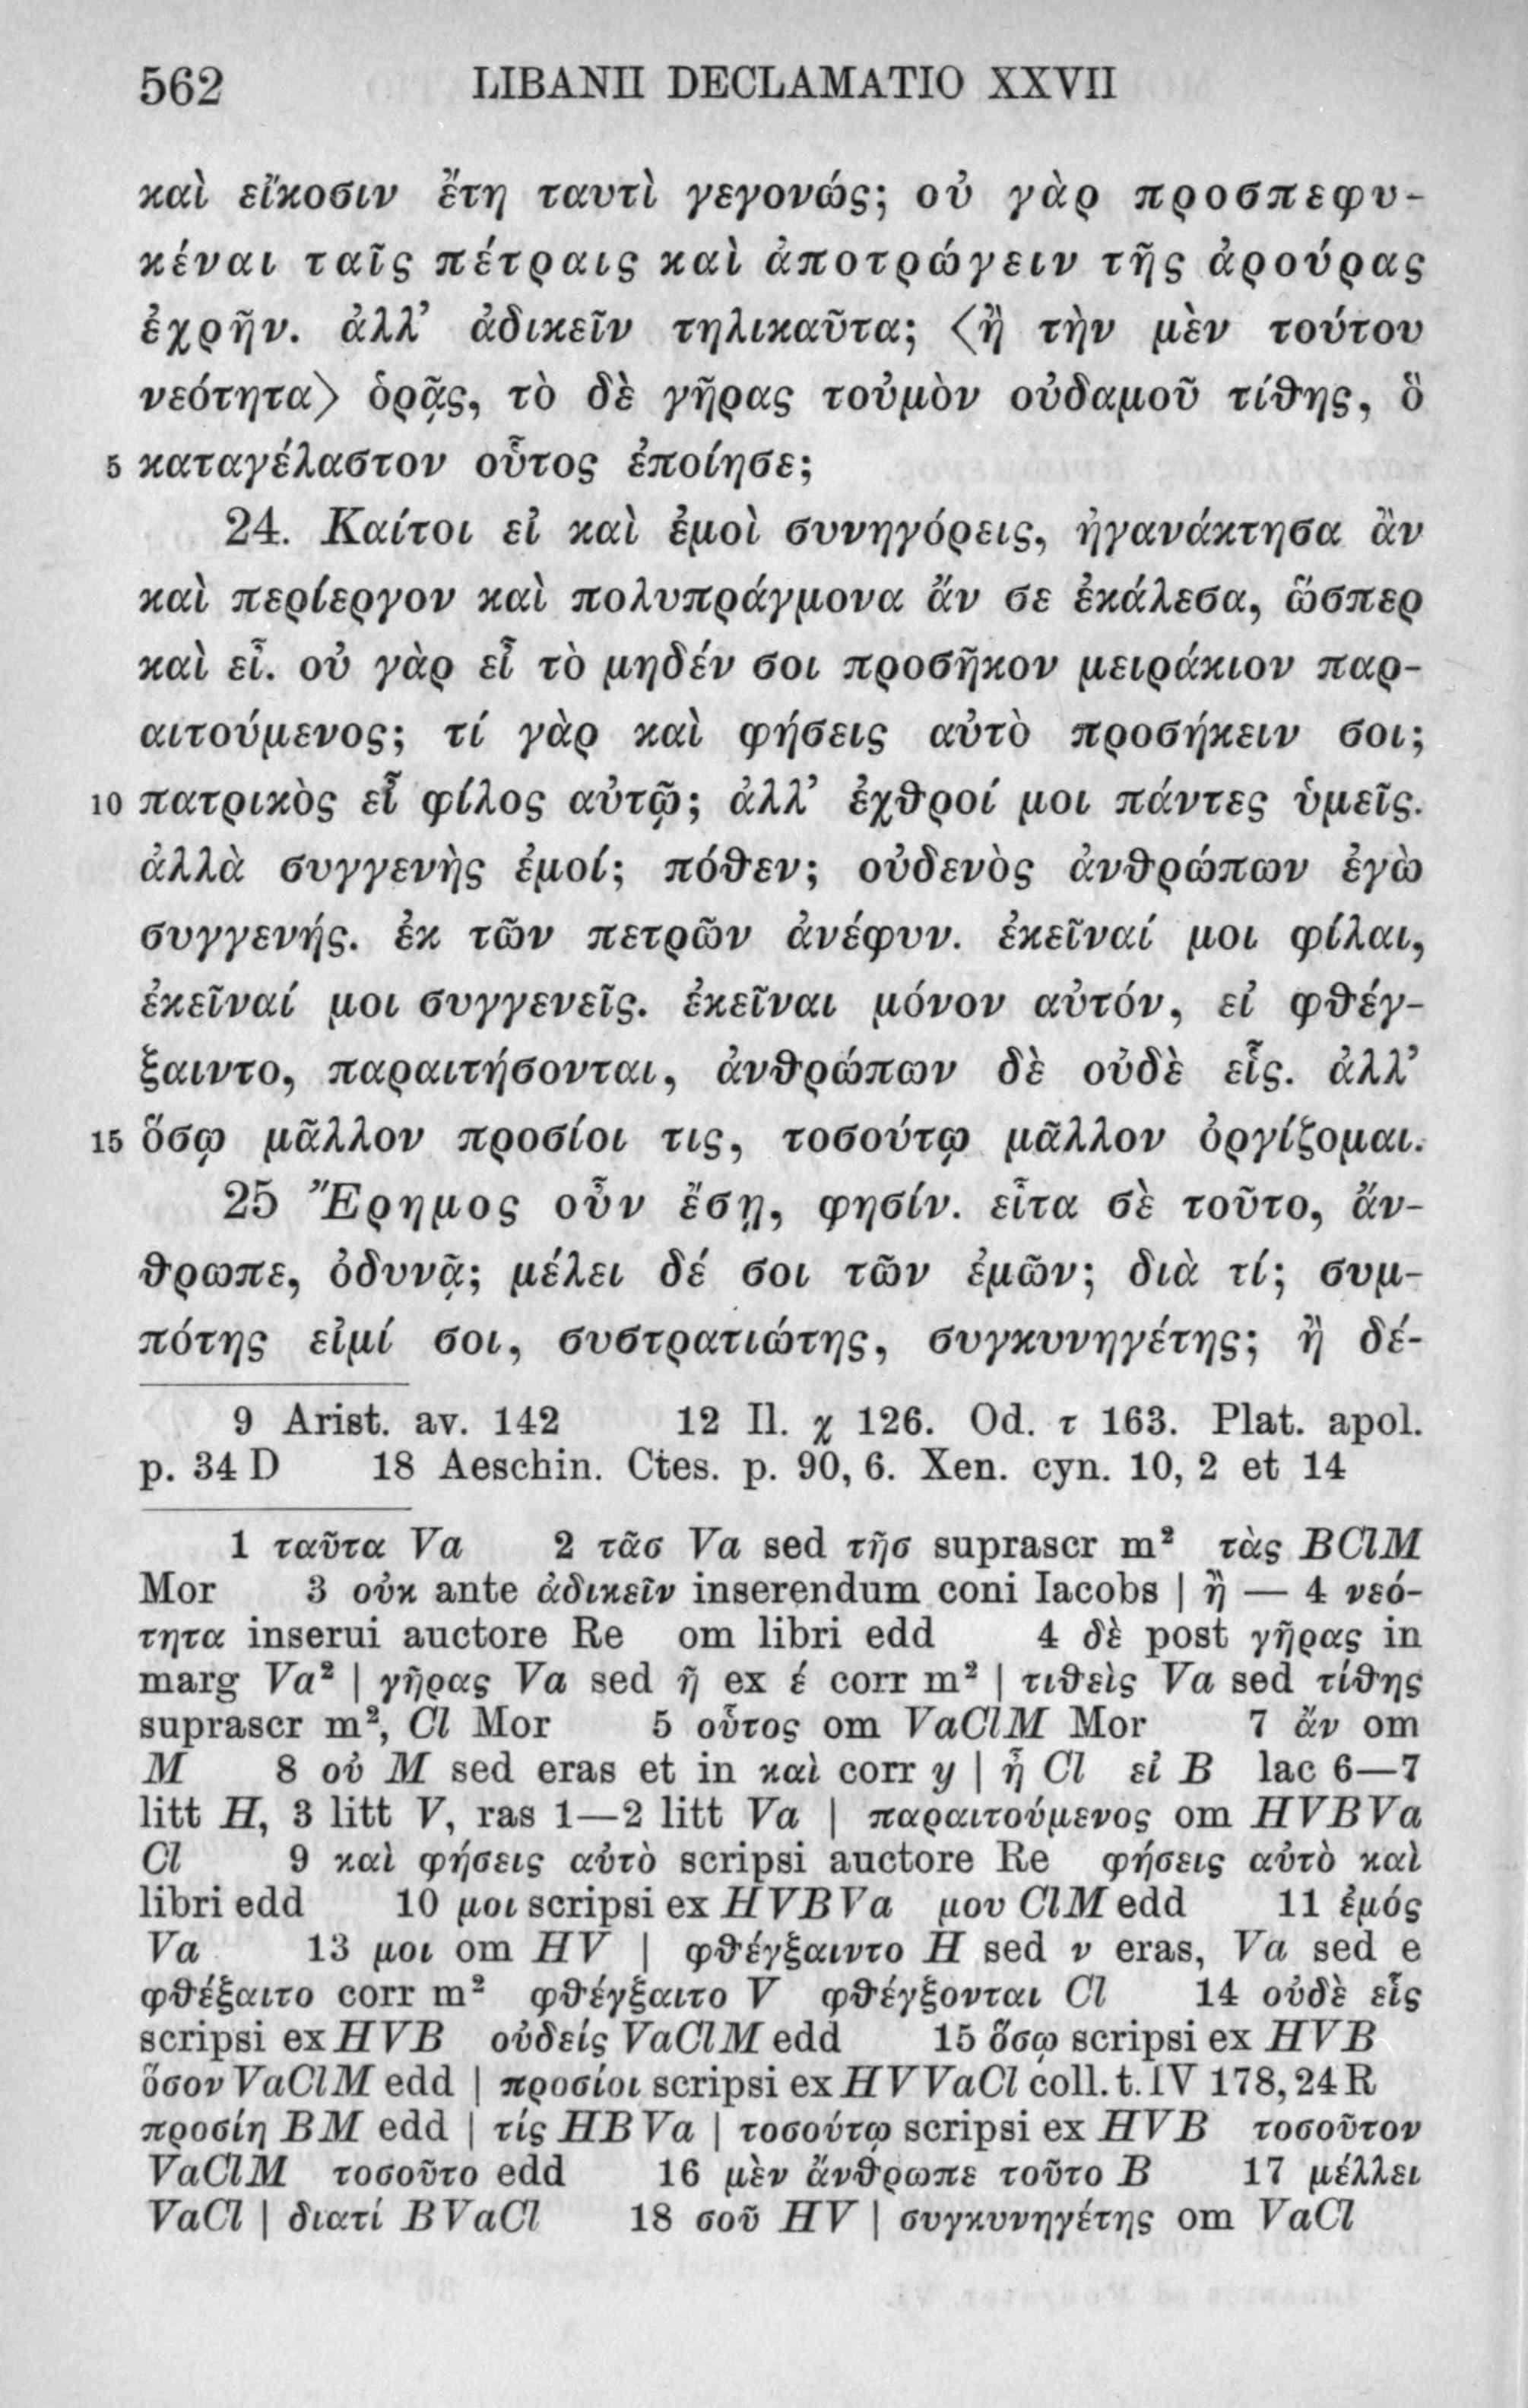 562 LIBANII DECLAMATIO XXVII
καὶ εἴκοσιν ἔτη ταυτὶ γεγονώς; οὐ γὰρ προσπεφυ-
κέναι ταῖς πέτραις καὶ ἀποτρώγειν τῆς ἀρούρας
ἐχρῆν. ἀλλ’ ἀδικεῖν τηλικαῦτα; ⟨ἢ τὴν μὲν τούτου
νεότητα⟩ ὁρᾷς, τὸ δὲ γῆρας τοὐμὸν οὐδαμοῦ τίθης, ὃ
5 καταγέλαστον οὗτος ἐποίησε;
24. Καίτοι εἰ καὶ ἐμοὶ συνηγόρεις, ἠγανάκτησα ἂν
καὶ περίεργον καὶ πολυπράγμονα ἄν σε ἐκάλεσα, ὥσπερ
καὶ εἶ. οὐ γὰρ εἶ τὸ μηδέν σοι προσῆκον μειράκιον παρ-
αιτούμενος; τί γὰρ καὶ φήσεις αὐτὸ προσήκειν σοι;
10 πατρικὸς εἶ φίλος αὐτῷ; ἀλλ’ ἐχθροί μοι πάντες ὑμεῖς.
ἀλλὰ συγγενὴς ἐμοί; πόθεν; οὐδενὸς ἀνθρώπων ἐγὼ
συγγενής. ἐκ τῶν πετρῶν ἀνέφυν. ἐκεῖναί μοι φίλαι,
ἐκεῖναί μοι συγγενεῖς. ἐκεῖναι μόνον αὐτόν, εἰ φθέγ-
ξαιντο, παραιτήσονται, ἀνθρώπων δὲ οὐδὲ εἷς. ἀλλ’
15 ὅσῳ μᾶλλον προσίοι τις, τοσούτῳ μᾶλλον ὀργίζομαι.
25 Ἔρημος οὖν ἔσῃ, φησίν. εἶτα σὲ τοῦτο, ἄν-
θρωπε, ὀδυνᾷ; μέλει δέ σοι τῶν ἐμῶν; διὰ τί; συμ-
πότης εἰμί σοι, συστρατιώτης, συγκυνηγέτης; ἢ δέ-
9 Arist. av. 142 12 Il. χ 126. Od. τ 163. Plat. apol.
p. 34 D 18 Aeschin. Ctes. p. 90, 6. Xen. cyn. 10, 2 et 14
1 ταῦτα Va 2 τᾶσ Va sed τῆσ suprascr m² τὰς BClM
Mor 3 οὐκ ante ἀδικεῖν inserendum coni Iacobs | ἢ — 4 νεό-
τητα inserui auctore Re om libri edd 4 δὲ post γῆρας in
marg Va² | γῆρας Va sed ῆ ex έ corr m² | τιθεὶς Va sed τίθης
suprascr m², Cl Mor 5 οὗτος om VaClM Mor 7 ἄν om
M 8 οὐ M sed eras et in καὶ corr y | ἦ Cl εἰ B lac 6—7
litt H, 3 litt V, ras 1—2 litt Va | παραιτούμενος om HVBVa
Cl 9 καὶ φήσεις αὐτὸ scripsi auctore Re φήσεις αὐτὸ καὶ
libri edd 10 μοι scripsi ex HVBVa μου ClM edd 11 ἐμός
Va 13 μοι om HV | φθέγξαιντο H sed ν eras, Va sed e
φθέξαιτο corr m² φθέγξαιτο V φθέγξονται Cl 14 οὐδὲ εἷς
scripsi ex HVB οὐδείς VaClM edd 15 ὅσῳ scripsi ex HVB
ὅσον VaClM edd | προσίοι scripsi ex HVVaCl coll. t. IV 178, 24 R
προσίη BM edd | τίς HBVa | τοσούτῳ scripsi ex HVB τοσοῦτον
VaClM τοσοῦτο edd 16 μὲν ἄνθρωπε τοῦτο B 17 μέλλει
VaCl | διατί BVaCl 18 σοῦ HV | συγκυνηγέτης om VaCl